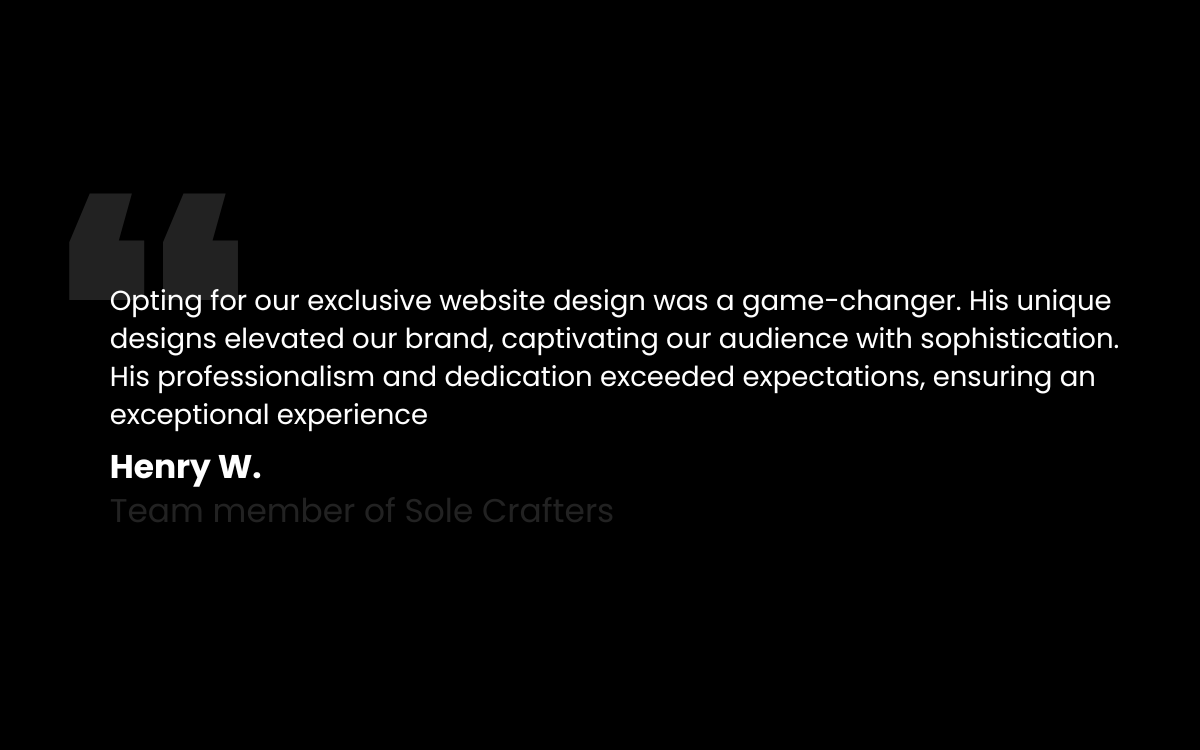 Opting for our exclusive website design was a game-changer. His unique
designs elevated our brand, captivating our audience with sophistication.
His professionalism and dedication exceeded expectations, ensuring an
exceptional experience
Henry W.
Team member of Sole Crafters